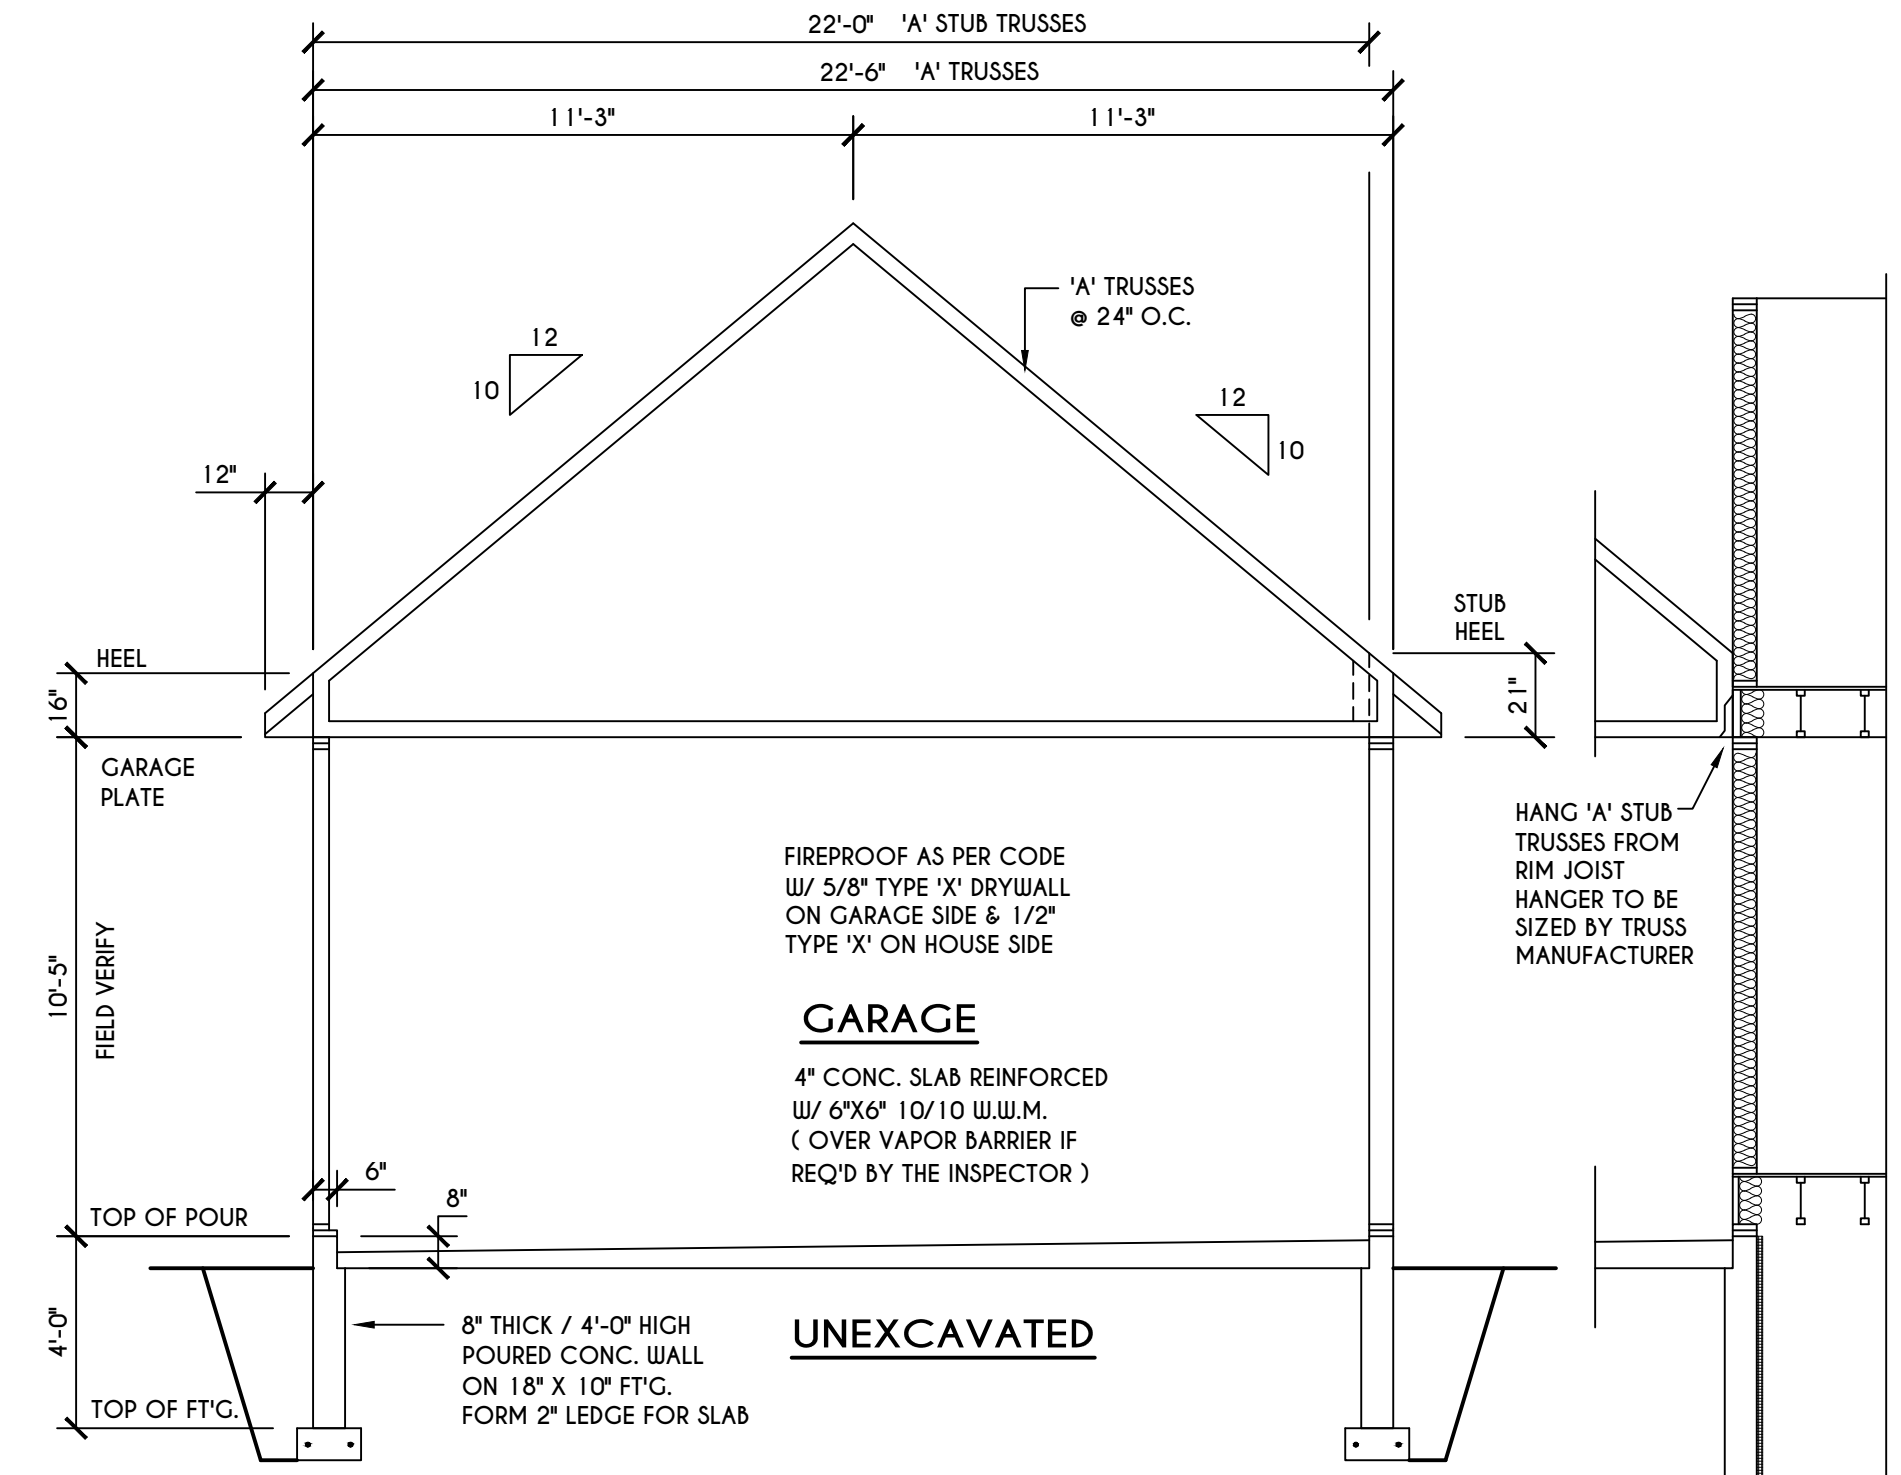 22'-0" 'A' STUB TRUSSES
22'-6" 'A' TRUSSES
11'-3"
11'-3"
'A' TRUSSES
@ 24" O.C.
12
10
12
10
12"
STUB
HEEL
HEEL
16"
21"
GARAGE
PLATE
HANG 'A' STUB
TRUSSES FROM
RIM JOIST
HANGER TO BE
SIZED BY TRUSS
MANUFACTURER
FIREPROOF AS PER CODE
W/ 5/8" TYPE 'X' DRYWALL
ON GARAGE SIDE & 1/2"
TYPE 'X' ON HOUSE SIDE
10'-5"
FIELD VERIFY
GARAGE
4" CONC. SLAB REINFORCED
W/ 6"X6" 10/10 W.W.M.
( OVER VAPOR BARRIER IF
REQ'D BY THE INSPECTOR )
6"
8"
TOP OF POUR
4'-0"
8" THICK / 4'-0" HIGH
POURED CONC. WALL
ON 18" X 10" FT'G.
FORM 2" LEDGE FOR SLAB
UNEXCAVATED
TOP OF FT'G.